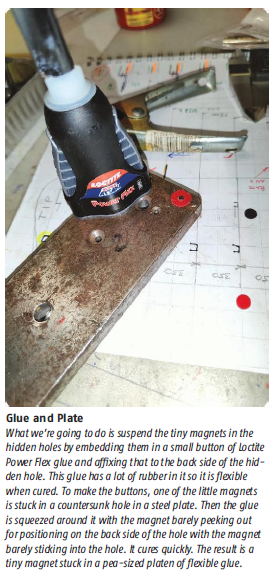 LOCTITE
POWER FLEX
TIP
350
350
Glue and Plate
What we're going to do is suspend the tiny magnets in the
hidden holes by embedding them in a small button of Loctite
Power Flex glue and affixing that to the back side of the hid-
den hole. This glue has a lot of rubber in it so it is flexible
when cured. To make the buttons, one of the little magnets
is stuck in a countersunk hole in a steel plate. Then the glue
is squeezed around it with the magnet barely peeking out
for positioning on the back side of the hole with the magnet
barely sticking into the hole. It cures quickly. The result is a
tiny magnet stuck in a pea-sized platen of flexible glue.